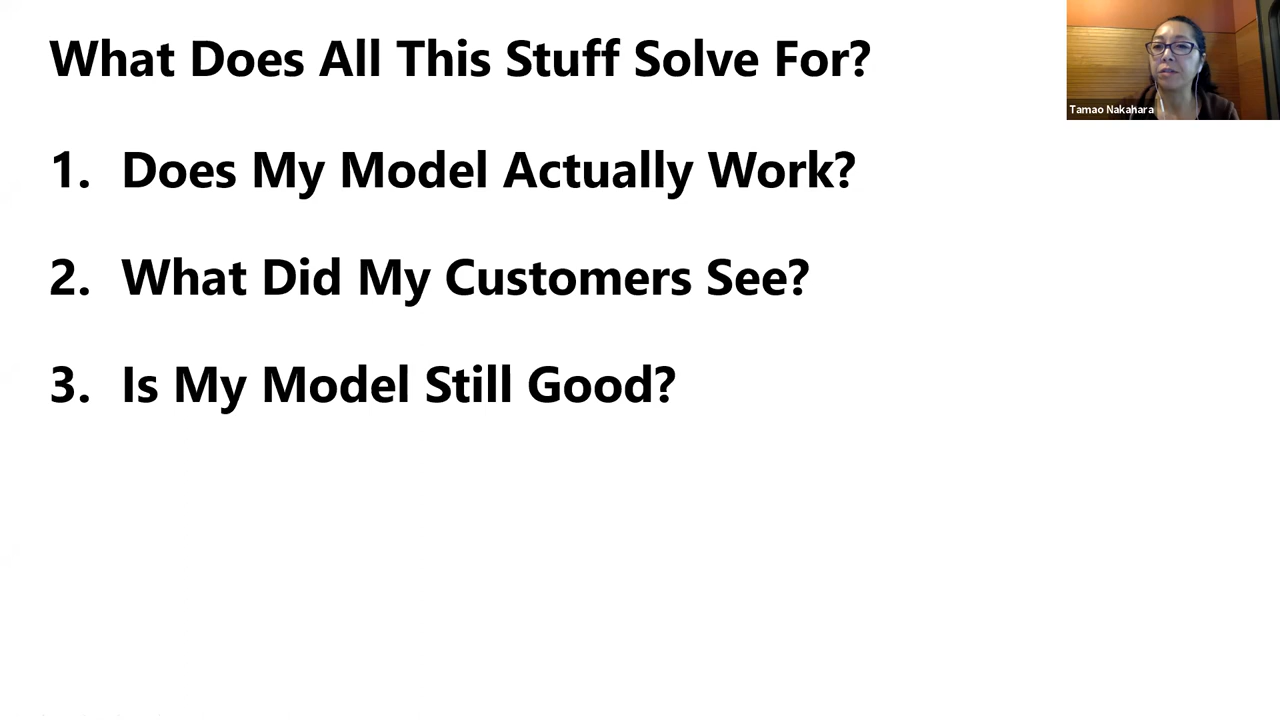 What Does All This Stuff Solve For?
1. Does My Model Actually Work?
2. What Did My Customers See?
3. Is My Model Still Good?
Tamao Nakahara